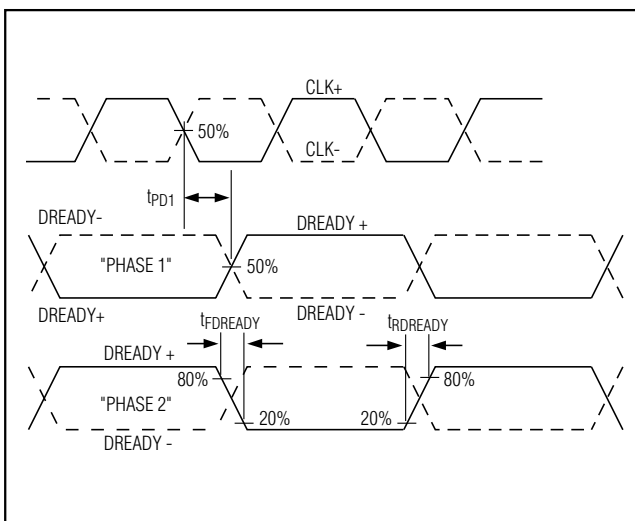 CLK+
50%
CLK-
tPD1
DREADY-
DREADY +
"PHASE 1"
50%
DREADY+
DREADY -
tFDREADY
tRDREADY
DREADY +
80%
80%
"PHASE 2"
20%
20%
DREADY -